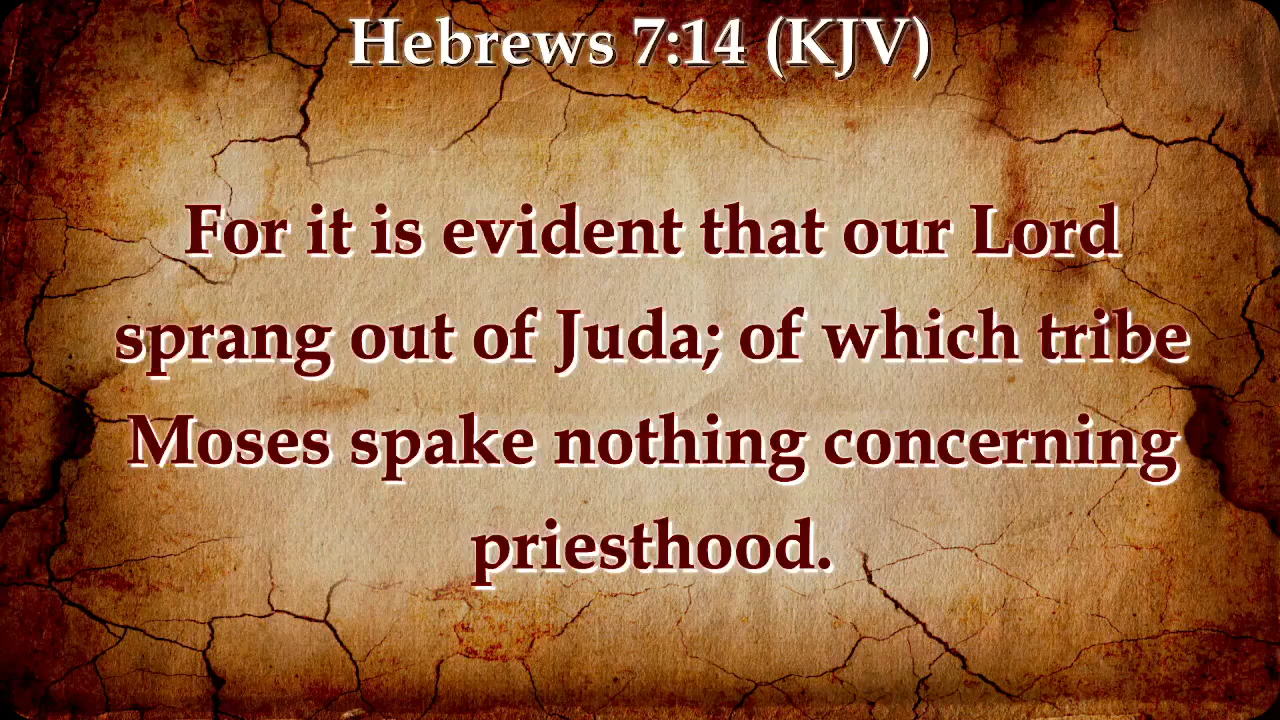 Hebrews 7:14 (KJV)
For it is evident that our Lord
sprang out of Juda; of which tribe
Moses spake nothing concerning
priesthood.